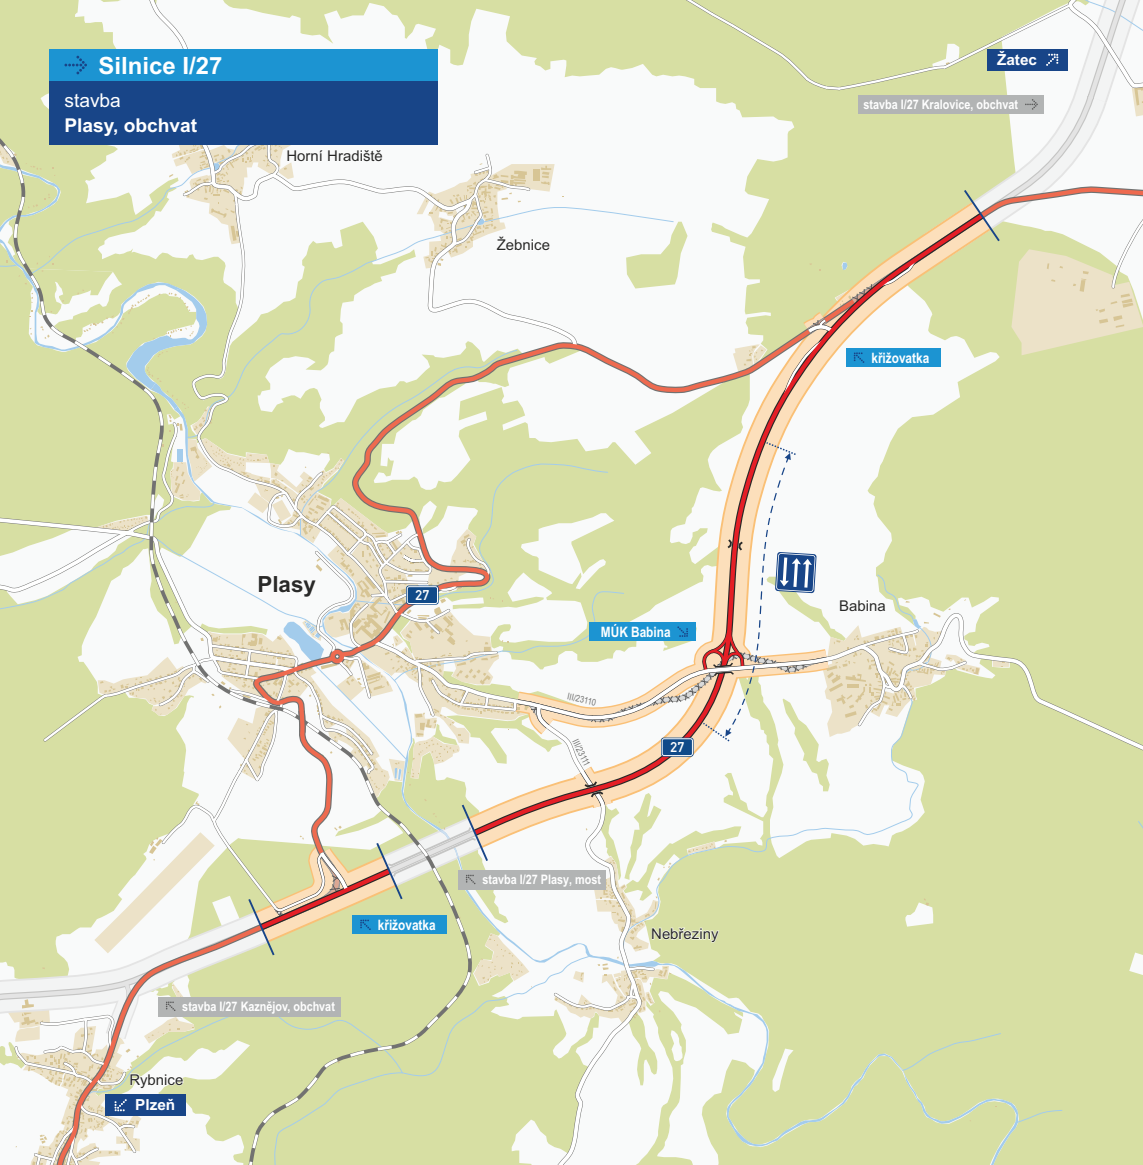 Silnice I/27
stavba
Plasy, obchvat
Žatec
stavba I/27 Kralovice, obchvat
Horní Hradiště
Žebnice
křižovatka
Plasy
27
Babina
MÚK Babina
III/23110
III/23111
27
stavba I/27 Plasy, most
křižovatka
Nebřeziny
stavba I/27 Kaznějov, obchvat
Rybnice
Plzeň